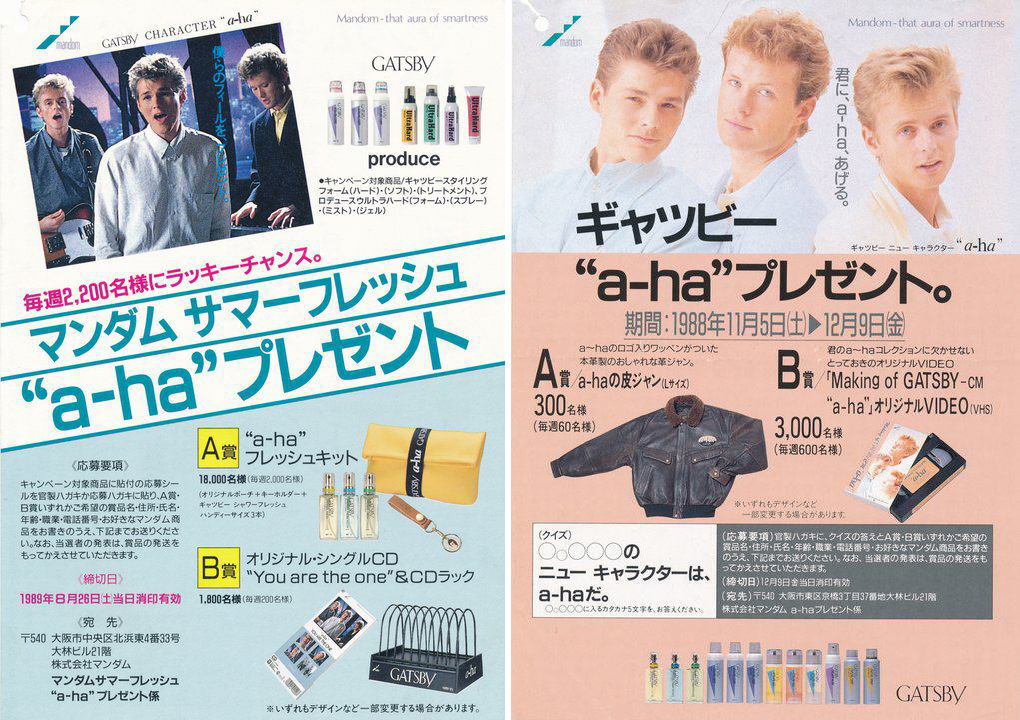 mandom
Mandom-that aura of smartness
GATSBY CHARACTER "a-ha"
GATSBY
UltraHard
UltraHard
UltraHard
UltraHard
produce
●キャンペーン対象商品/ギャツビースタイリング
フォーム(ハード)・(ソフト)・(トリートメント)、プ
ロデュースウルトラハード(フォーム)・(スプレー)
・(ミスト)・(ジェル)
毎週2,200名様にラッキーチャンス。
マンダム サマーフレッシュ
“a-ha”プレゼント
《応募要項》
キャンペーン対象商品に貼付の応募シー
ルを官製ハガキか応募ハガキに貼り、A賞・
B賞いずれかご希望の賞品名・住所・氏名・
年齢・職業・電話番号・お好きなマンダム商
品をお書きのうえ、下記までお送りくださ
い。なお、当選者の発表は、賞品の発送を
もってかえさせていただきます。
《締切日》
1989年8月26日(土)当日消印有効
《宛 先》
〒540 大阪市中央区北浜東4番33号
大林ビル21階
株式会社マンダム
マンダムサマーフレッシュ
“a-ha”プレゼント係
A賞
“a-ha”
フレッシュキット
18,000名様(毎週2,000名様)
(オリジナルポーチ+キーホルダー+
ギャツビー シャワーフレッシュ
ハンディーサイズ3本)
a-ha GATSBY
B賞
オリジナル・シングルCD
“You are the one”&CDラック
1,800名様(毎週200名様)
GATSBY a-ha
※いずれもデザインなど一部変更する場合があります。
mandom
Mandom-that aura of smartness
君に、a-ha、あげる。
ギャツビー
ギャツビー ニュー キャラクター “a-ha”
“a-ha”プレゼント。
期間：1988年11月5日(土)▶12月9日(金)
A賞/
a～haのロゴ入りワッペンがついた
本革製のおしゃれな革ジャン。
a-haの皮ジャン(Lサイズ)
300名様
(毎週60名様)
B賞/
君のa～haコレクションに欠かせない
とっておきのオリジナルVIDEO
「Making of GATSBY-CM
“a-ha”」オリジナルVIDEO(VHS)
3,000名様
(毎週600名様)
※いずれもデザインなど
一部変更する場合があります。
〈クイズ〉
○○○○○の
ニュー キャラクターは、
a-haだ。
○○○○○に入るカタカナ5文字を、お答えください。
〈応募要項〉官製ハガキに、クイズの答えとA賞・B賞いずれかご希望の
賞品名・住所・氏名・年齢・職業・電話番号・お好きなマンダム商品をお書き
のうえ、下記までお送りください。なお、当選者の発表は、賞品の発送をも
ってかえさせていただきます。
〈締切日〉12月9日(金)当日消印有効
〈宛先〉〒540 大阪市東区京橋3丁目37番地大林ビル21階
株式会社マンダム a-haプレゼント係
GATSBY